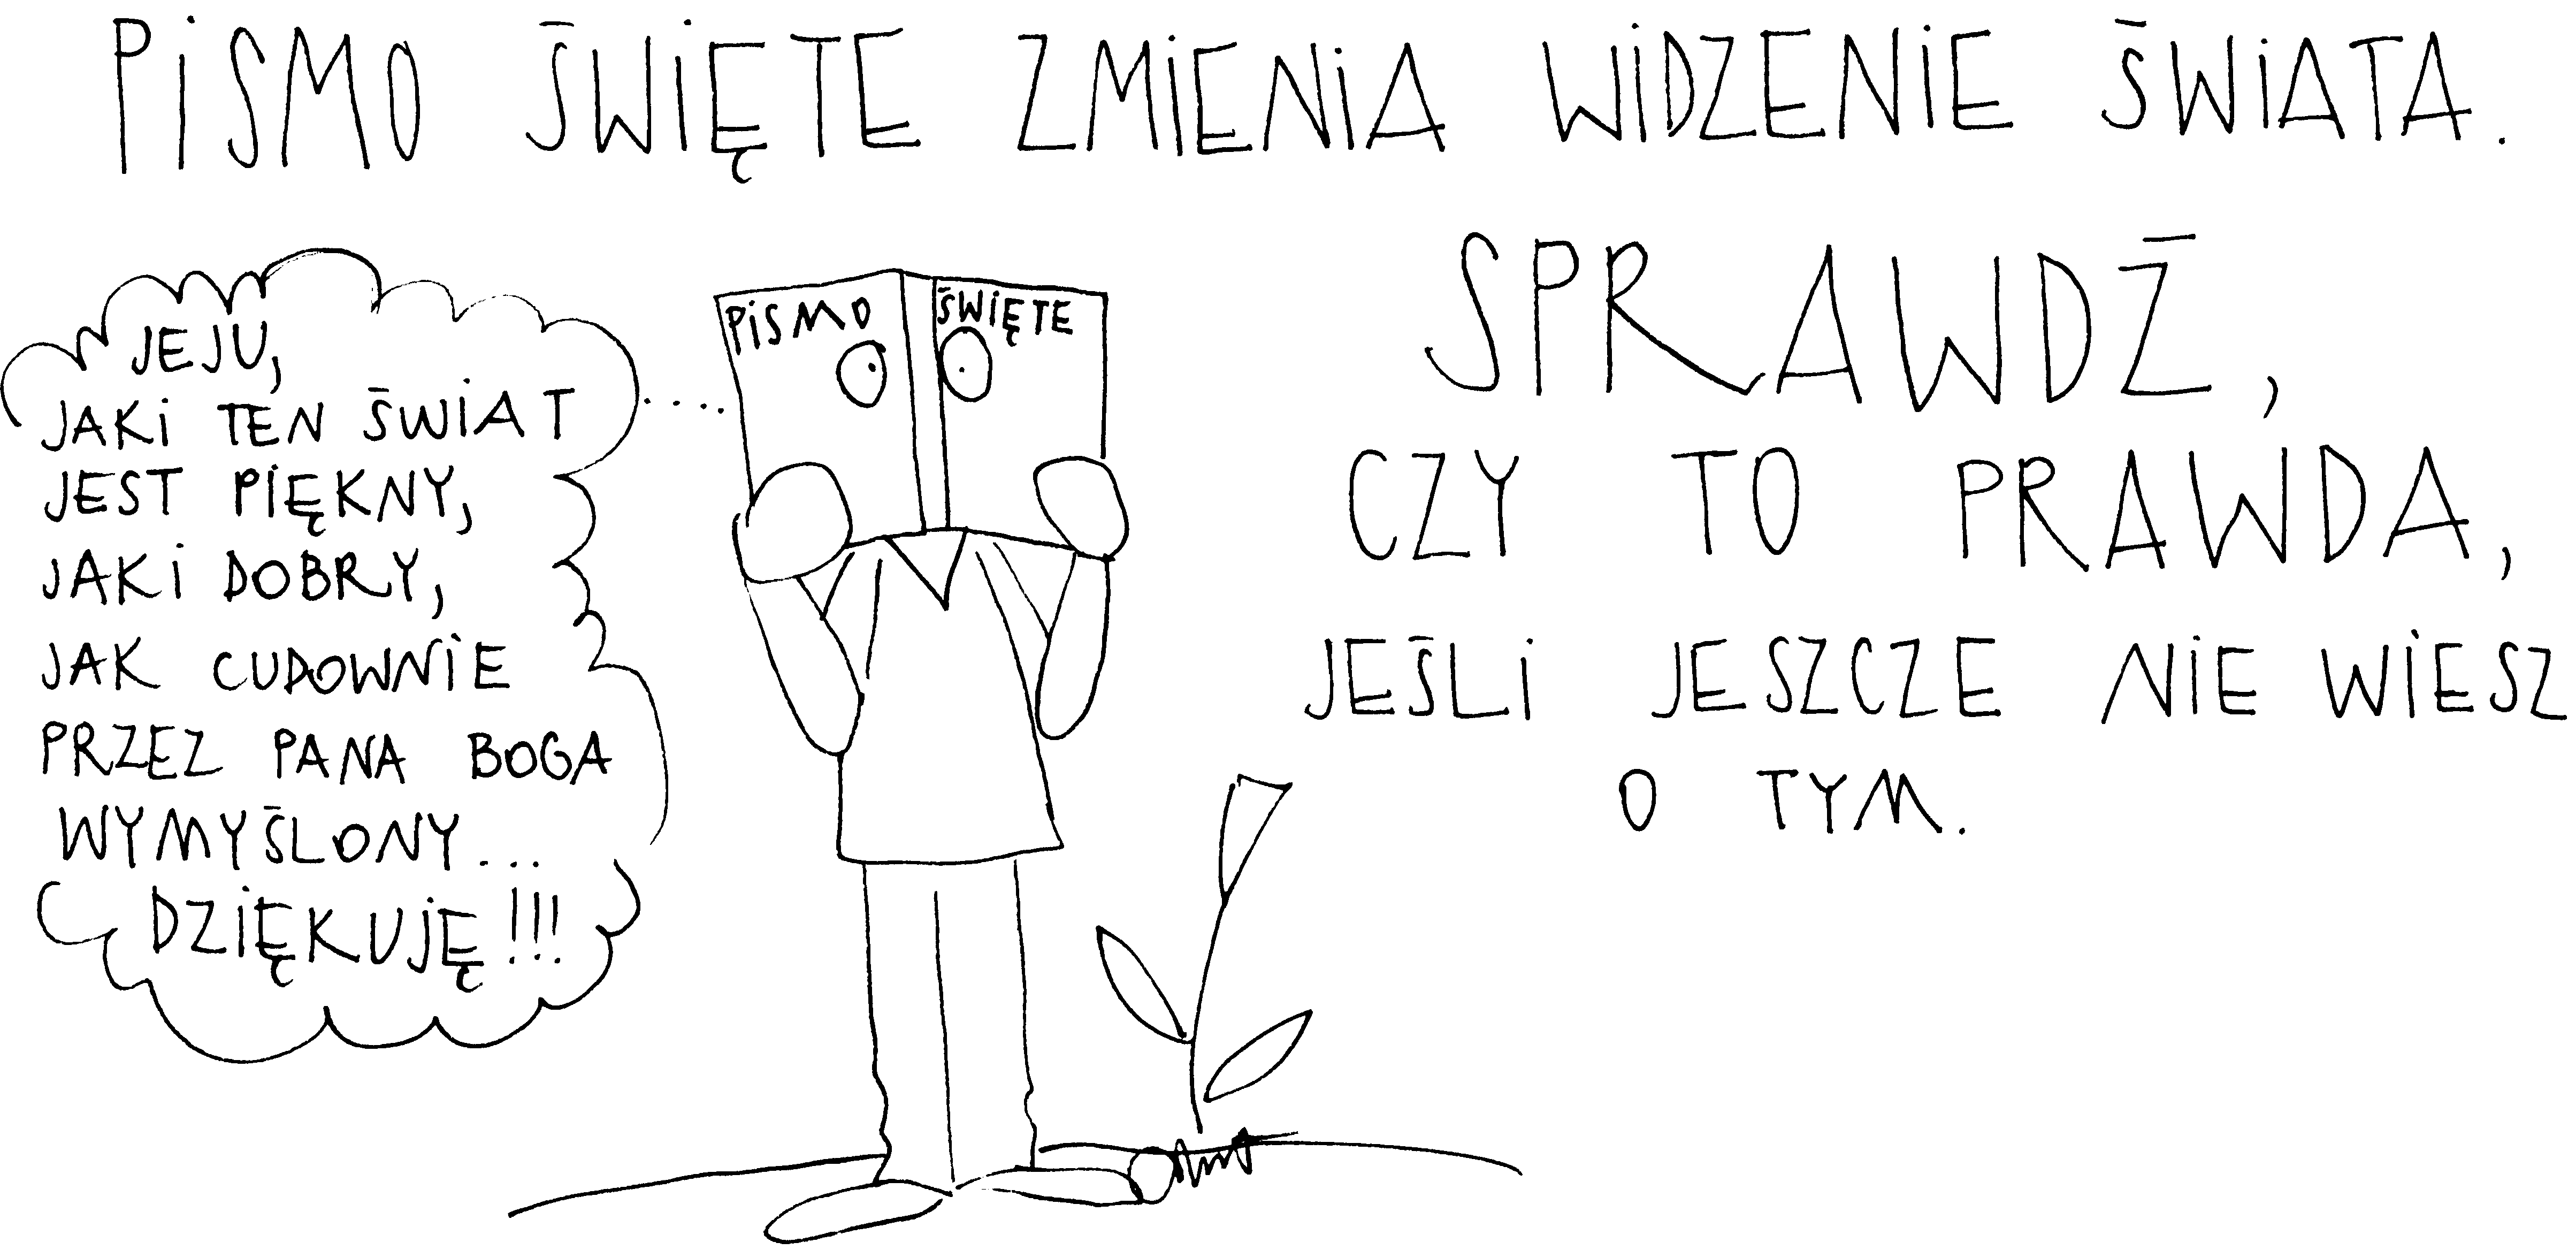 PiSMO ŚWiĘTE ZMiENiA WiDZENiE ŚWiATA.
SPRAWDŹ,
CZY TO PRAWDA,
JEŚLi JESZCZE NiE WiESZ
O TYM.
JEJU,
JAKi TEN ŚWiAT
JEST PiĘKNY,
JAKi DOBRY,
JAK CUDOWNiE
PRZEZ PANA BOGA
WYMYŚLONY...
DZiĘKUJĘ!!!
PiSMO ŚWiĘTE